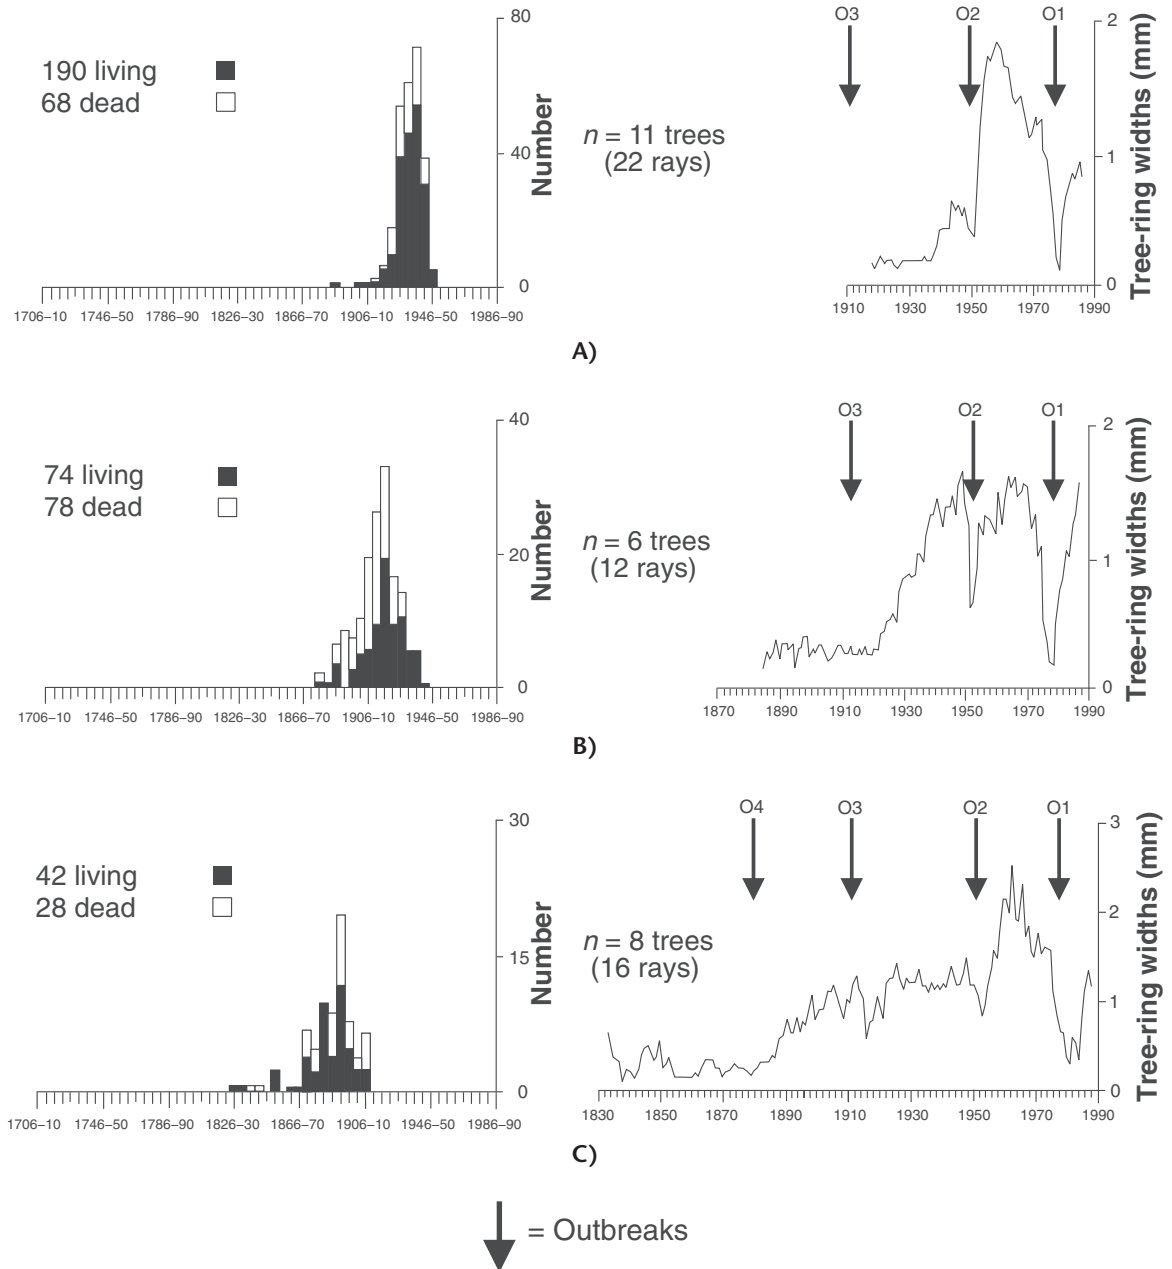 80
190 living
68 dead
40
Number
0
1706–10 1746–50 1786–90 1826–30 1866–70 1906–10 1946–50 1986–90
O3 O2 O1
2
n = 11 trees
(22 rays)
1
Tree-ring widths (mm)
0
1910 1930 1950 1970 1990
A)
40
74 living
78 dead
20
Number
0
1706–10 1746–50 1786–90 1826–30 1866–70 1906–10 1946–50 1986–90
O3 O2 O1
2
n = 6 trees
(12 rays)
1
Tree-ring widths (mm)
0
1870 1890 1910 1930 1950 1970 1990
B)
30
42 living
28 dead
15
Number
0
1706–10 1746–50 1786–90 1826–30 1866–70 1906–10 1946–50 1986–90
O4 O3 O2 O1
3
2
n = 8 trees
(16 rays)
1
Tree-ring widths (mm)
0
1830 1850 1870 1890 1910 1930 1950 1970 1990
C)
= Outbreaks